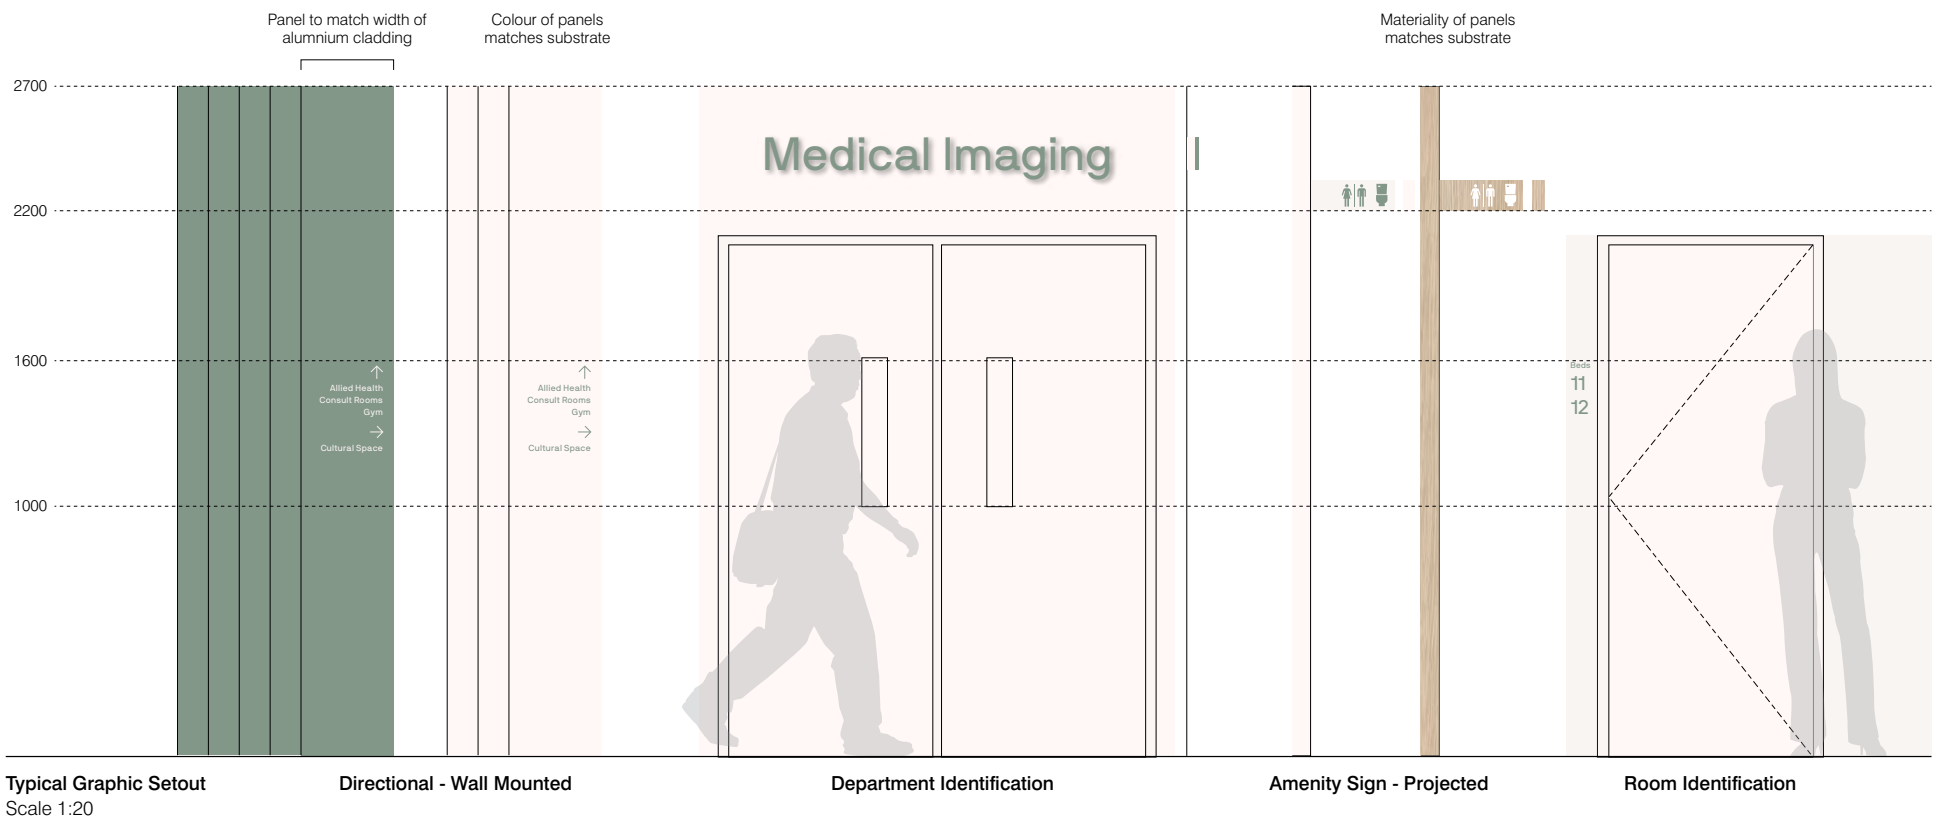 Panel to match width of
alumnium cladding
Colour of panels
matches substrate
Materiality of panels
matches substrate
2700
Medical Imaging
2200
1600
Allied Health
Consult Rooms
Gym
Cultural Space
Allied Health
Consult Rooms
Gym
Cultural Space
Beds
11
12
1000
Typical Graphic Setout
Scale 1:20
Directional - Wall Mounted
Department Identification
Amenity Sign - Projected
Room Identification